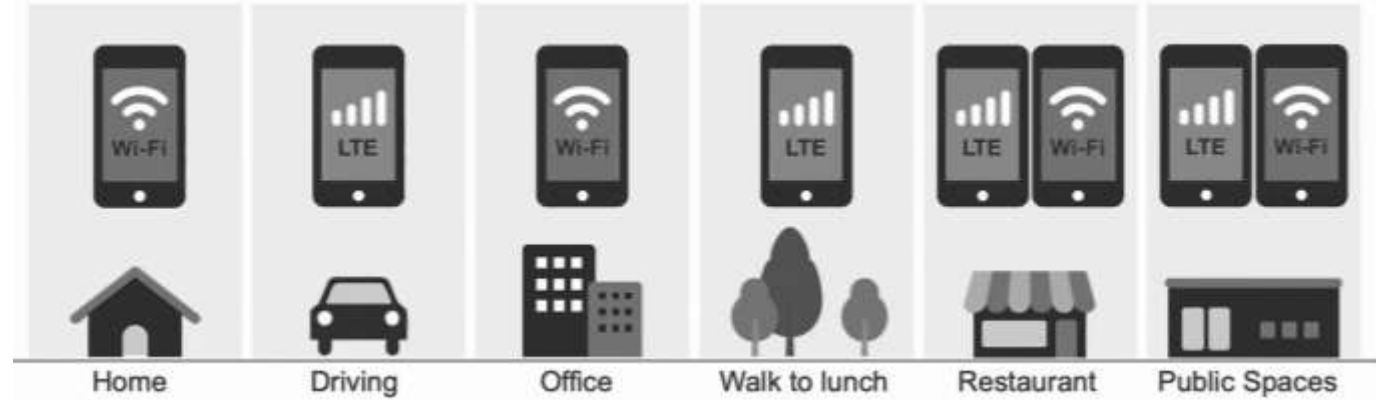 Wi-Fi
LTE
Wi-Fi
LTE
LTE
Wi-Fi
LTE
Wi-Fi
Home
Driving
Office
Walk to lunch
Restaurant
Public Spaces